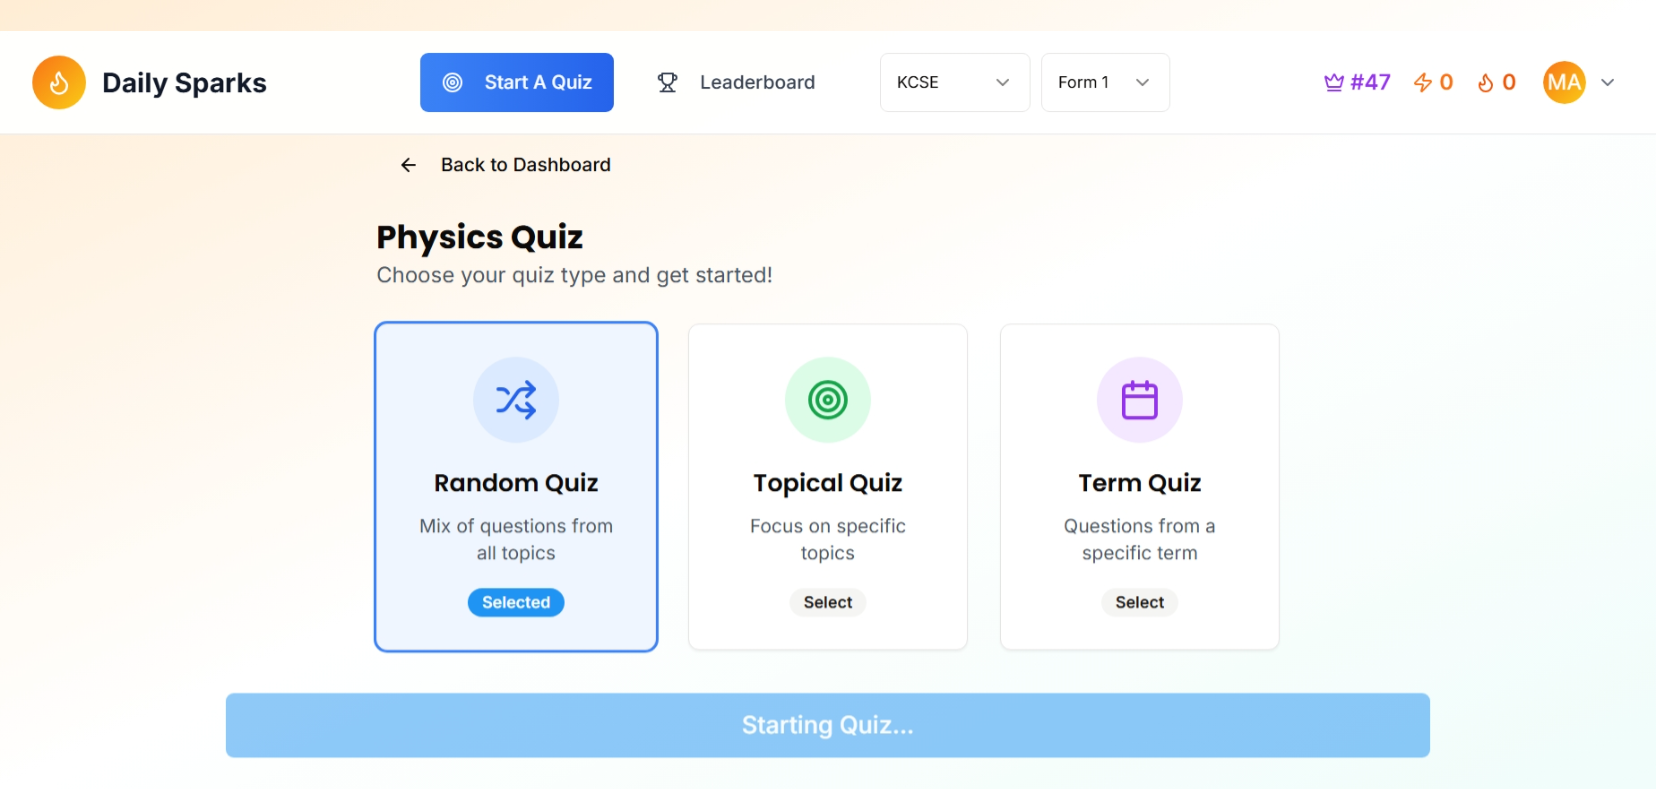 Daily Sparks
Start A Quiz
Leaderboard
KCSE
Form 1
#47
0
0
MA
Back to Dashboard
Physics Quiz
Choose your quiz type and get started!
Random Quiz
Mix of questions from
all topics
Selected
Topical Quiz
Focus on specific
topics
Select
Term Quiz
Questions from a
specific term
Select
Starting Quiz...